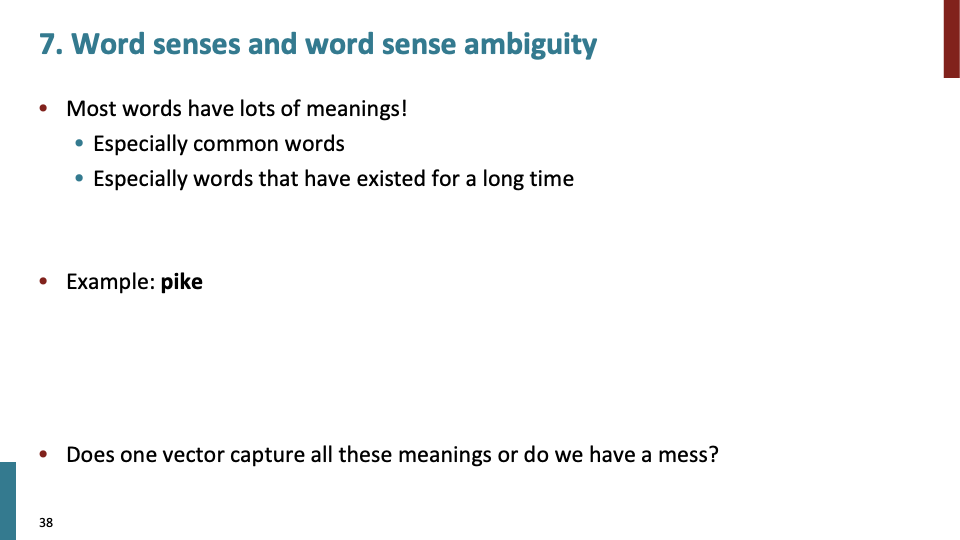 7. Word senses and word sense ambiguity
• Most words have lots of meanings!
• Especially common words
• Especially words that have existed for a long time
• Example: pike
• Does one vector capture all these meanings or do we have a mess?
38